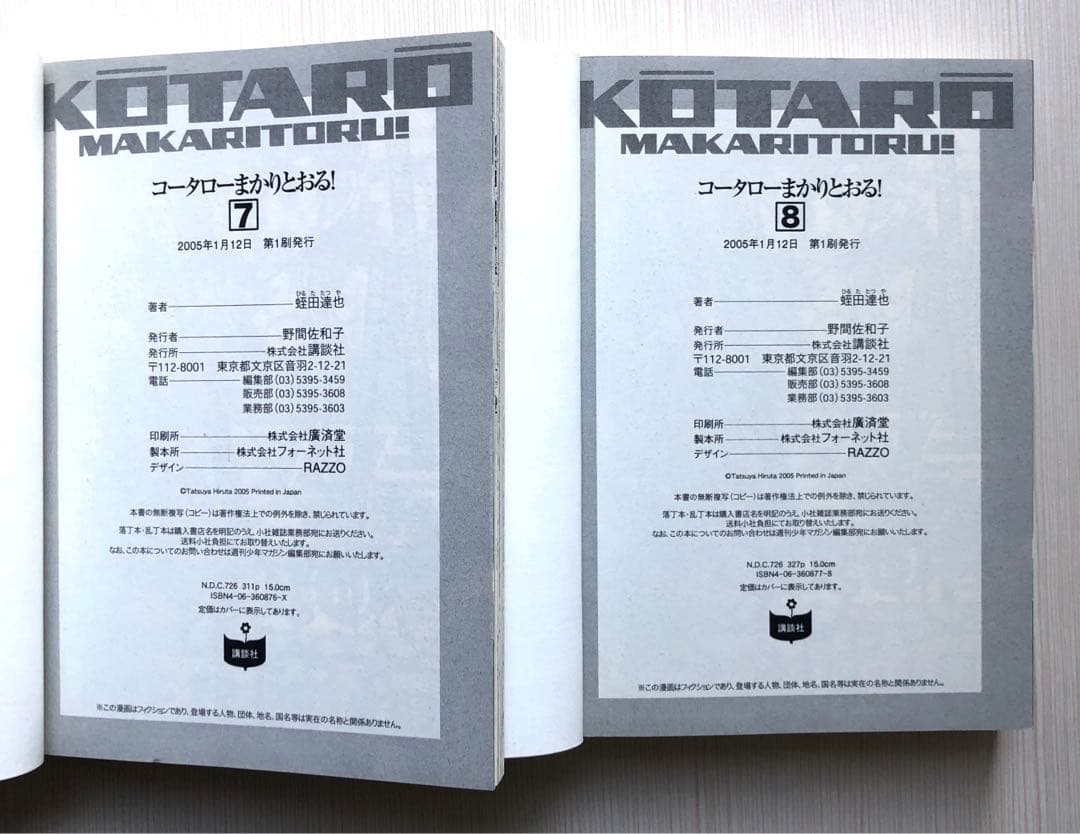 KŌTARŌ
MAKARITORU!
コータローまかりとおる!
7
2005年1月12日 第1刷発行
ひる た たつ や
著者 蛭田達也
発行者 野間佐和子
発行所 株式会社講談社
〒112-8001 東京都文京区音羽2-12-21
電話 編集部(03)5395-3459
販売部(03)5395-3608
業務部(03)5395-3603
印刷所 株式会社廣済堂
製本所 株式会社フォーネット社
デザイン RAZZO
©Tatsuya Hiruta 2005 Printed in Japan
本書の無断複写(コピー)は著作権法上での例外を除き、禁じられています。
落丁本・乱丁本は購入書店名を明記のうえ、小社雑誌業務部宛にお送りください。
送料小社負担にてお取り替えいたします。
なお、この本についてのお問い合わせは週刊少年マガジン編集部宛にお願いいたします。
N.D.C.726 311p 15.0cm
ISBN4-06-360876-X
定価はカバーに表示してあります。
講談社
※この漫画はフィクションであり、登場する人物、団体、地名、国名等は実在の名称と関係ありません。
KŌTARŌ
MAKARITORU!
コータローまかりとおる!
8
2005年1月12日 第1刷発行
ひる た たつ や
著者 蛭田達也
発行者 野間佐和子
発行所 株式会社講談社
〒112-8001 東京都文京区音羽2-12-21
電話 編集部(03)5395-3459
販売部(03)5395-3608
業務部(03)5395-3603
印刷所 株式会社廣済堂
製本所 株式会社フォーネット社
デザイン RAZZO
©Tatsuya Hiruta 2005 Printed in Japan
本書の無断複写(コピー)は著作権法上での例外を除き、禁じられています。
落丁本・乱丁本は購入書店名を明記のうえ、小社雑誌業務部宛にお送りください。
送料小社負担にてお取り替えいたします。
なお、この本についてのお問い合わせは週刊少年マガジン編集部宛にお願いいたします。
N.D.C.726 327p 15.0cm
ISBN4-06-360877-8
定価はカバーに表示してあります。
講談社
※この漫画はフィクションであり、登場する人物、団体、地名、国名等は実在の名称と関係ありません。